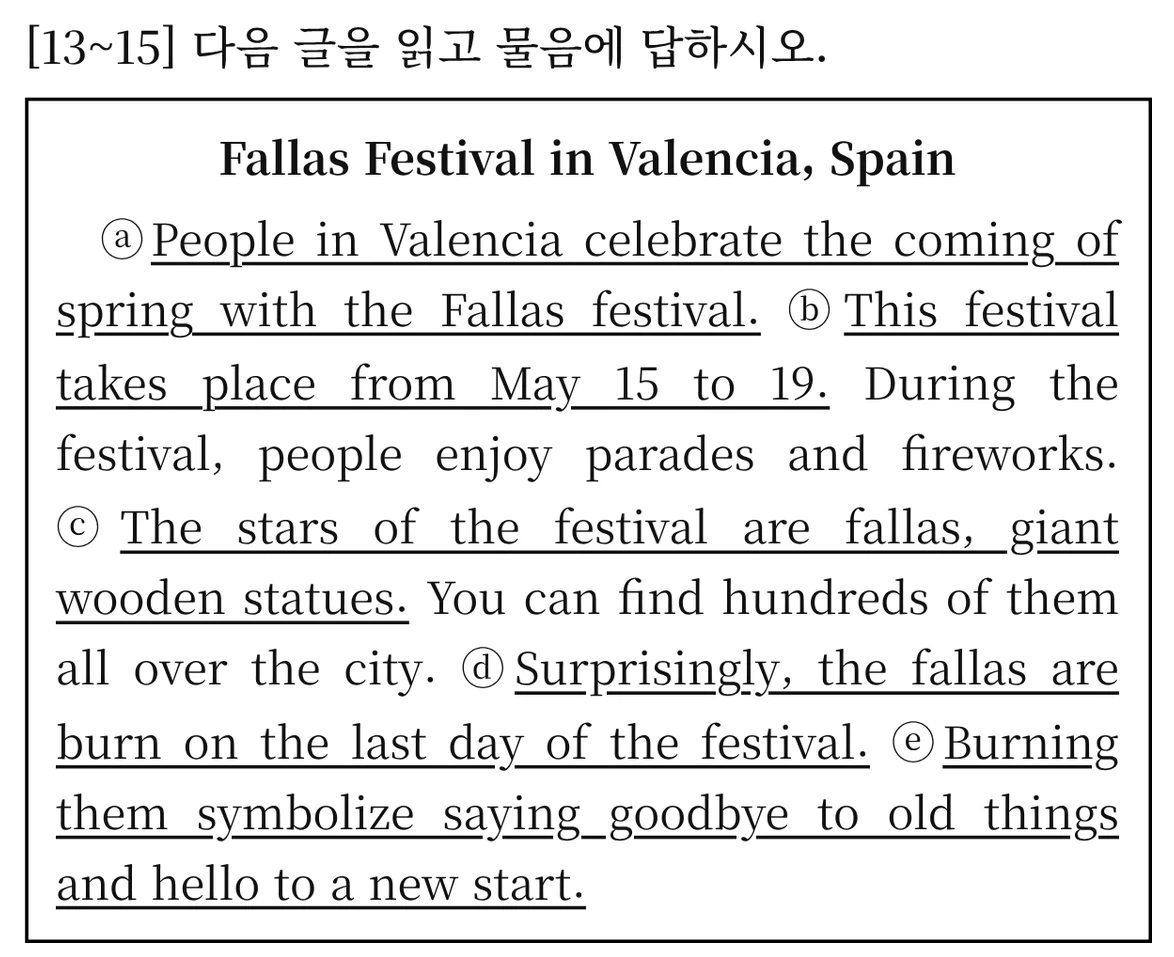 [13~15] 다음 글을 읽고 물음에 답하시오.
Fallas Festival in Valencia, Spain
ⓐ People in Valencia celebrate the coming of
spring with the Fallas festival. ⓑ This festival
takes place from May 15 to 19. During the
festival, people enjoy parades and fireworks.
ⓒ The stars of the festival are fallas, giant
wooden statues. You can find hundreds of them
all over the city. ⓓ Surprisingly, the fallas are
burn on the last day of the festival. ⓔ Burning
them symbolize saying goodbye to old things
and hello to a new start.